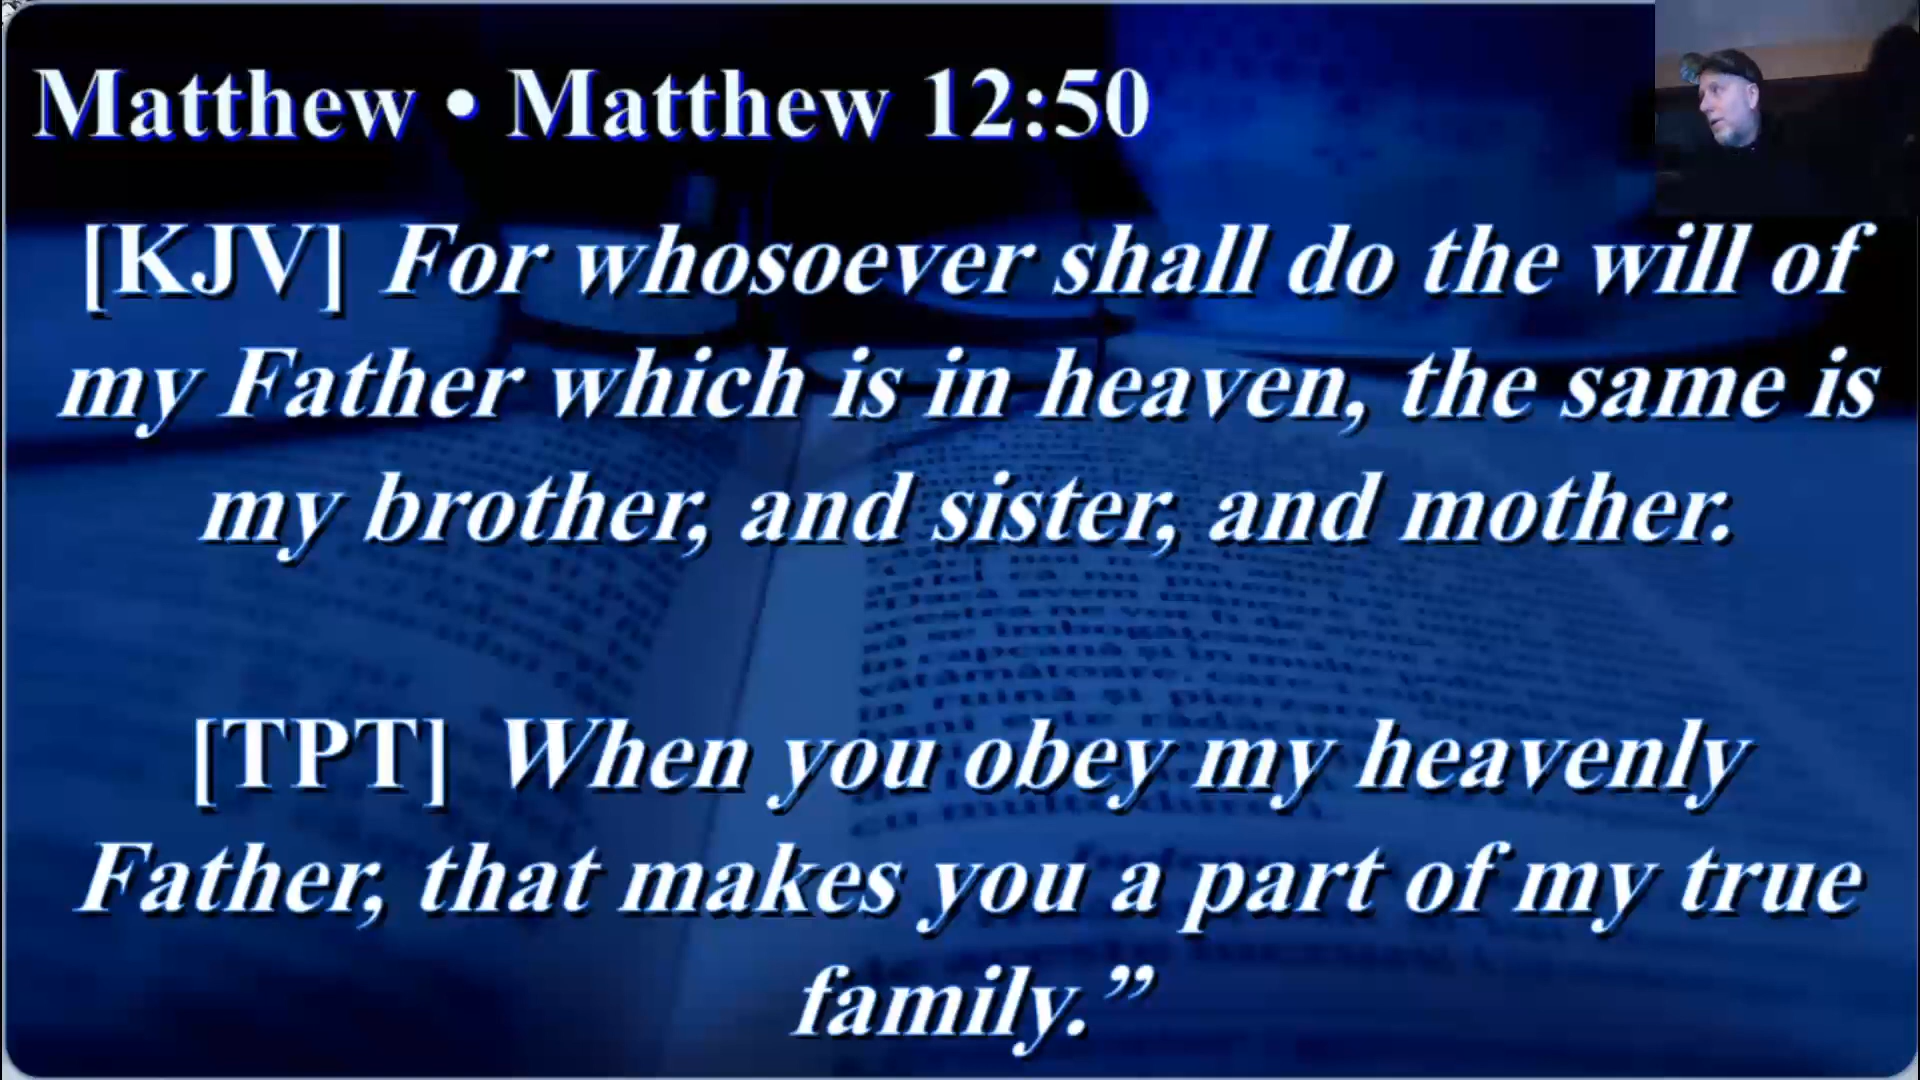 Matthew • Matthew 12:50
[KJV] For whosoever shall do the will of
my Father which is in heaven, the same is
my brother, and sister, and mother.
[TPT] When you obey my heavenly
Father, that makes you a part of my true
family.”